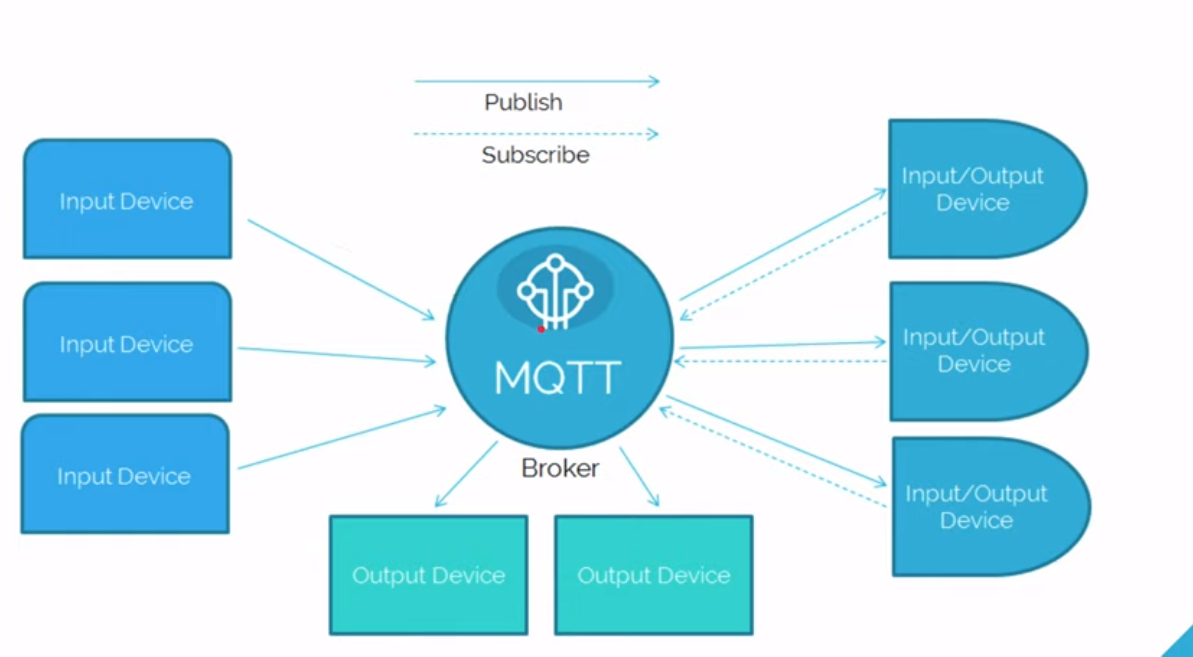 Publish
Subscribe
Input Device
Input Device
Input Device
MQTT
Broker
Output Device
Output Device
Input/Output
Device
Input/Output
Device
Input/Output
Device